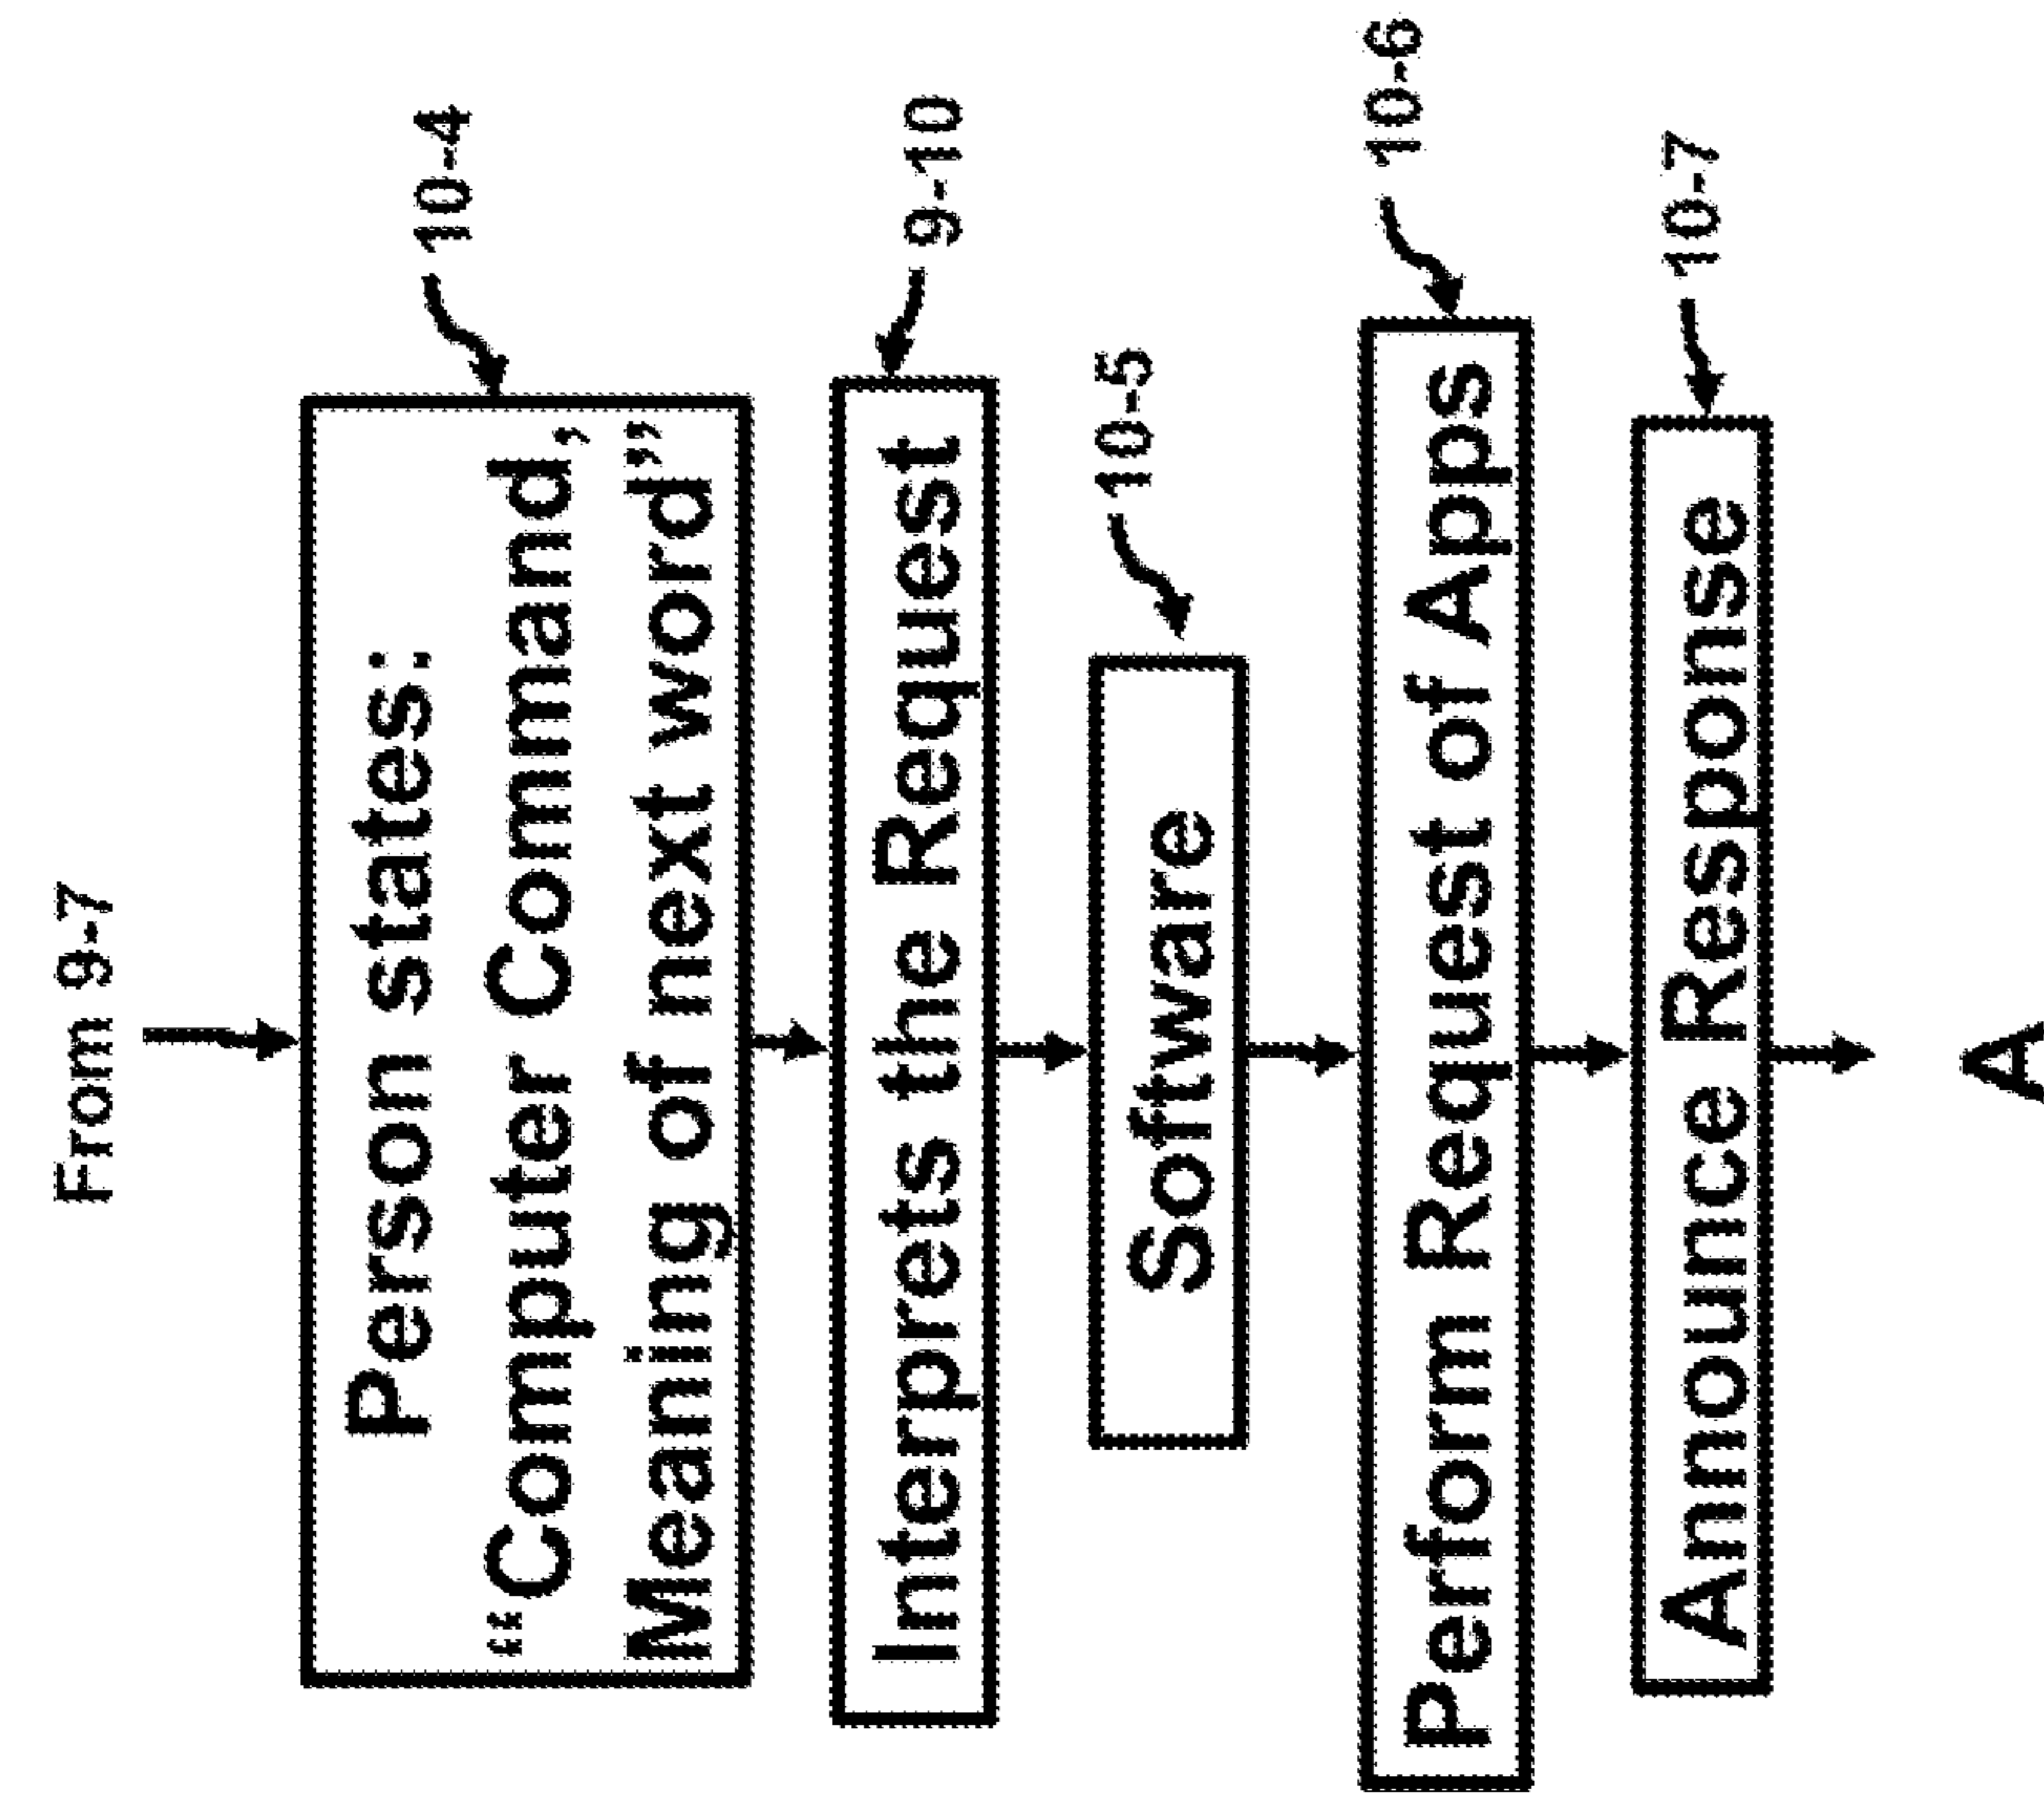 From 9-7
Person states:
“Computer Command,
Meaning of next word”
10-4
Interprets the Request
9-10
Software
10-5
Perform Request of Apps
10-6
Announce Response
10-7
A